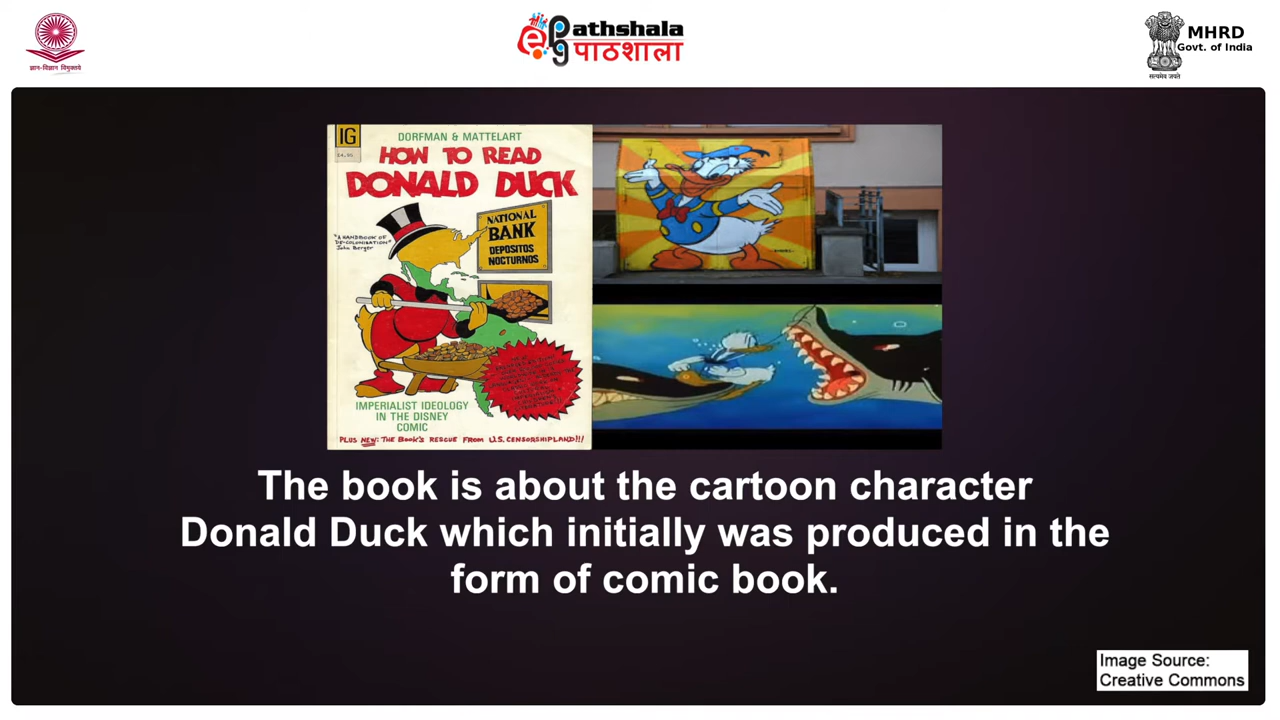 ज्ञान-विज्ञान विमुक्तये
Pathshala
पाठशाला
MHRD
Govt. of India
सत्यमेव जयते
IG
DORFMAN & MATTELART
HOW TO READ
DONALD DUCK
"A HANDBOOK OF
DE-COLONISATION"
John Berger
NATIONAL
BANK
DEPOSITOS
NOCTURNOS
IMPERIALIST IDEOLOGY
IN THE DISNEY
COMIC
PLUS NEW: THE BOOK'S RESCUE FROM U.S. CENSORSHIPLAND!!!
The book is about the cartoon character
Donald Duck which initially was produced in the
form of comic book.
Image Source:
Creative Commons